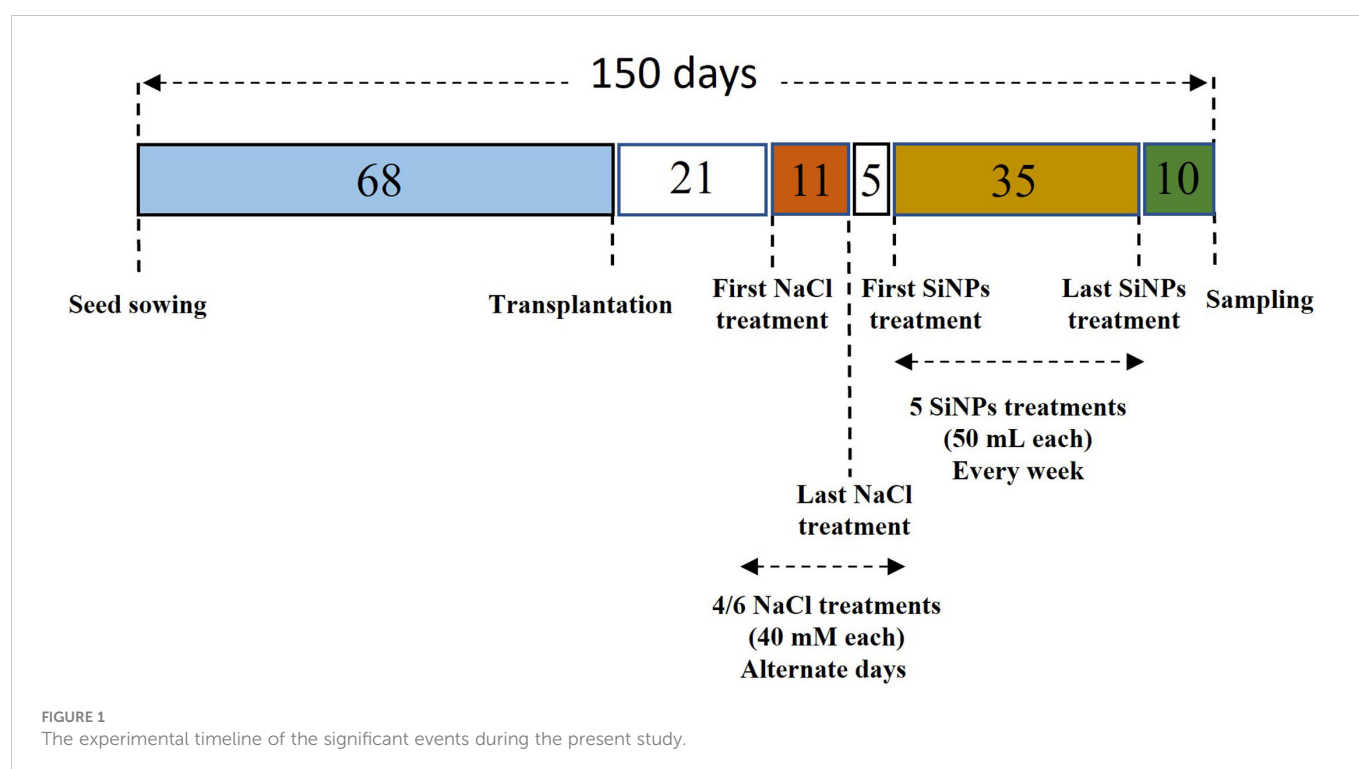 150 days
68
21
11
5
35
10
Seed sowing
Transplantation
First NaCl
treatment
First SiNPs
treatment
Last SiNPs
treatment
Sampling
5 SiNPs treatments
(50 mL each)
Every week
Last NaCl
treatment
4/6 NaCl treatments
(40 mM each)
Alternate days
FIGURE 1
The experimental timeline of the significant events during the present study.